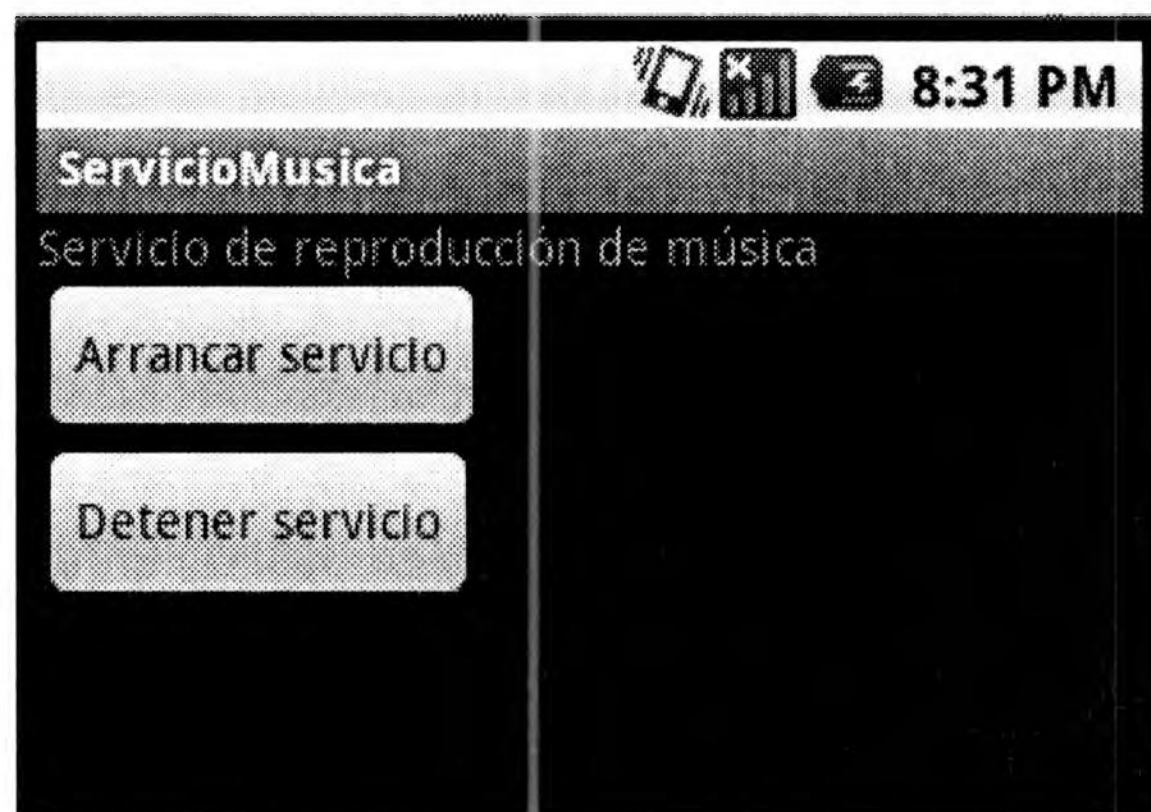 8:31 PM
ServicioMusica
Servicio de reproducción de música
Arrancar servicio
Detener servicio